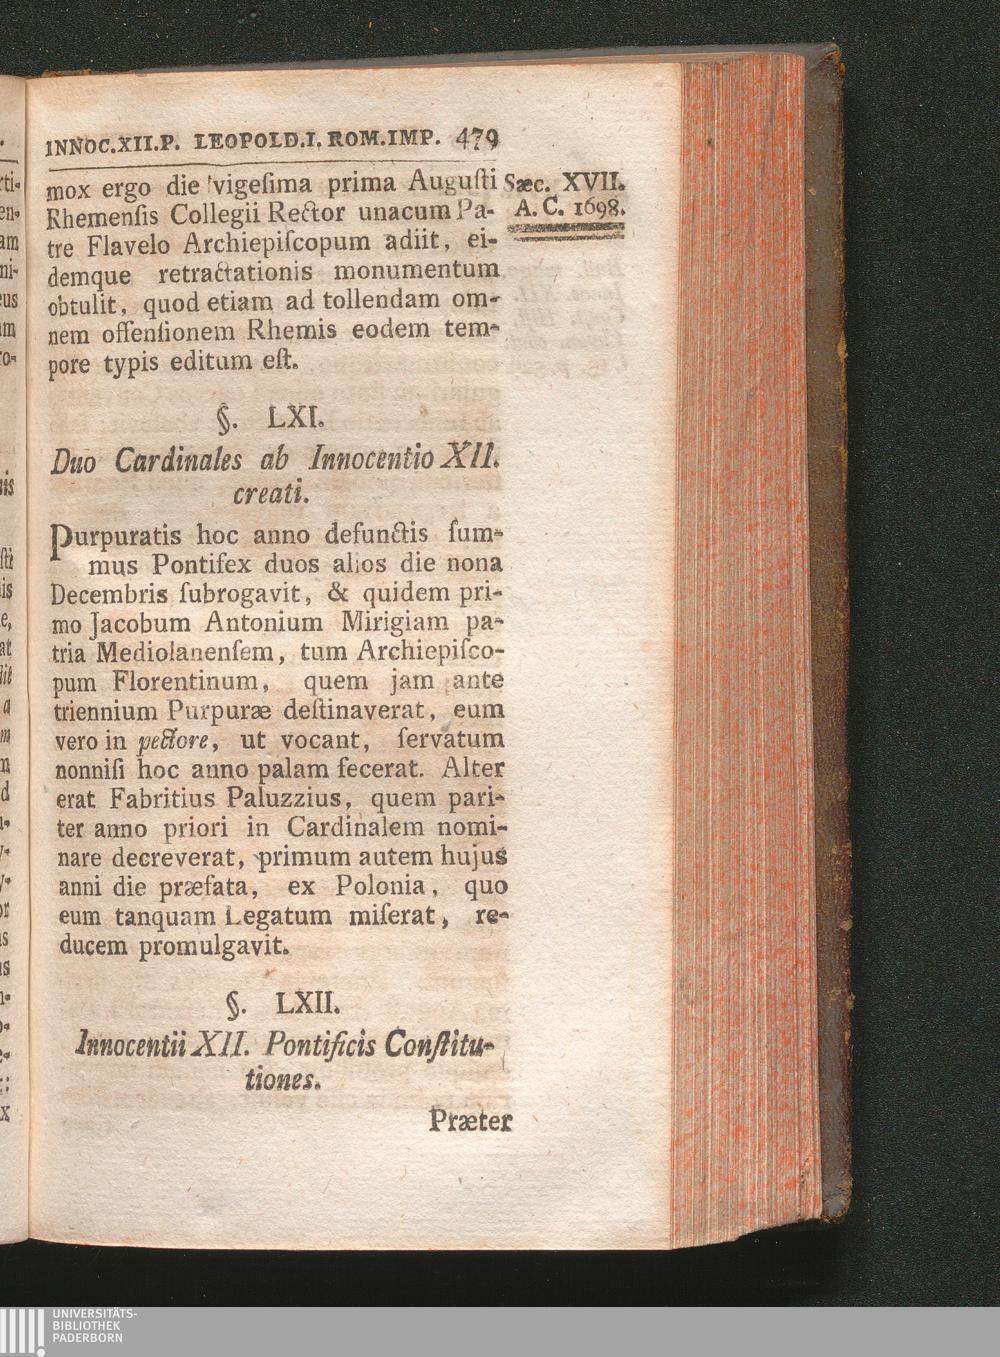 INNOC.XII.P. LEOPOLD.I. ROM.IMP. 479
Sæc. XVII.
A. C. 1698.
mox ergo die vigeſima prima Auguſti
Rhemenſis Collegii Rector unacum Pa-
tre Flavelo Archiepiſcopum adiit, ei-
demque retractationis monumentum
obtulit, quod etiam ad tollendam om-
nem offenſionem Rhemis eodem tem-
pore typis editum eſt.
§. LXI.
Duo Cardinales ab Innocentio XII.
creati.
Purpuratis hoc anno defunctis ſum-
mus Pontifex duos alios die nona
Decembris ſubrogavit, & quidem pri-
mo Jacobum Antonium Mirigiam pa-
tria Mediolanenſem, tum Archiepiſco-
pum Florentinum, quem jam ante
triennium Purpuræ deſtinaverat, eum
vero in pectore, ut vocant, ſervatum
nonniſi hoc anno palam fecerat. Alter
erat Fabritius Paluzzius, quem pari-
ter anno priori in Cardinalem nomi-
nare decreverat, primum autem hujus
anni die præfata, ex Polonia, quo
eum tanquam Legatum miſerat, re-
ducem promulgavit.
§. LXII.
Innocentii XII. Pontificis Conſtitu-
tiones.
Præter
UNIVERSITÄTS-
BIBLIOTHEK
PADERBORN